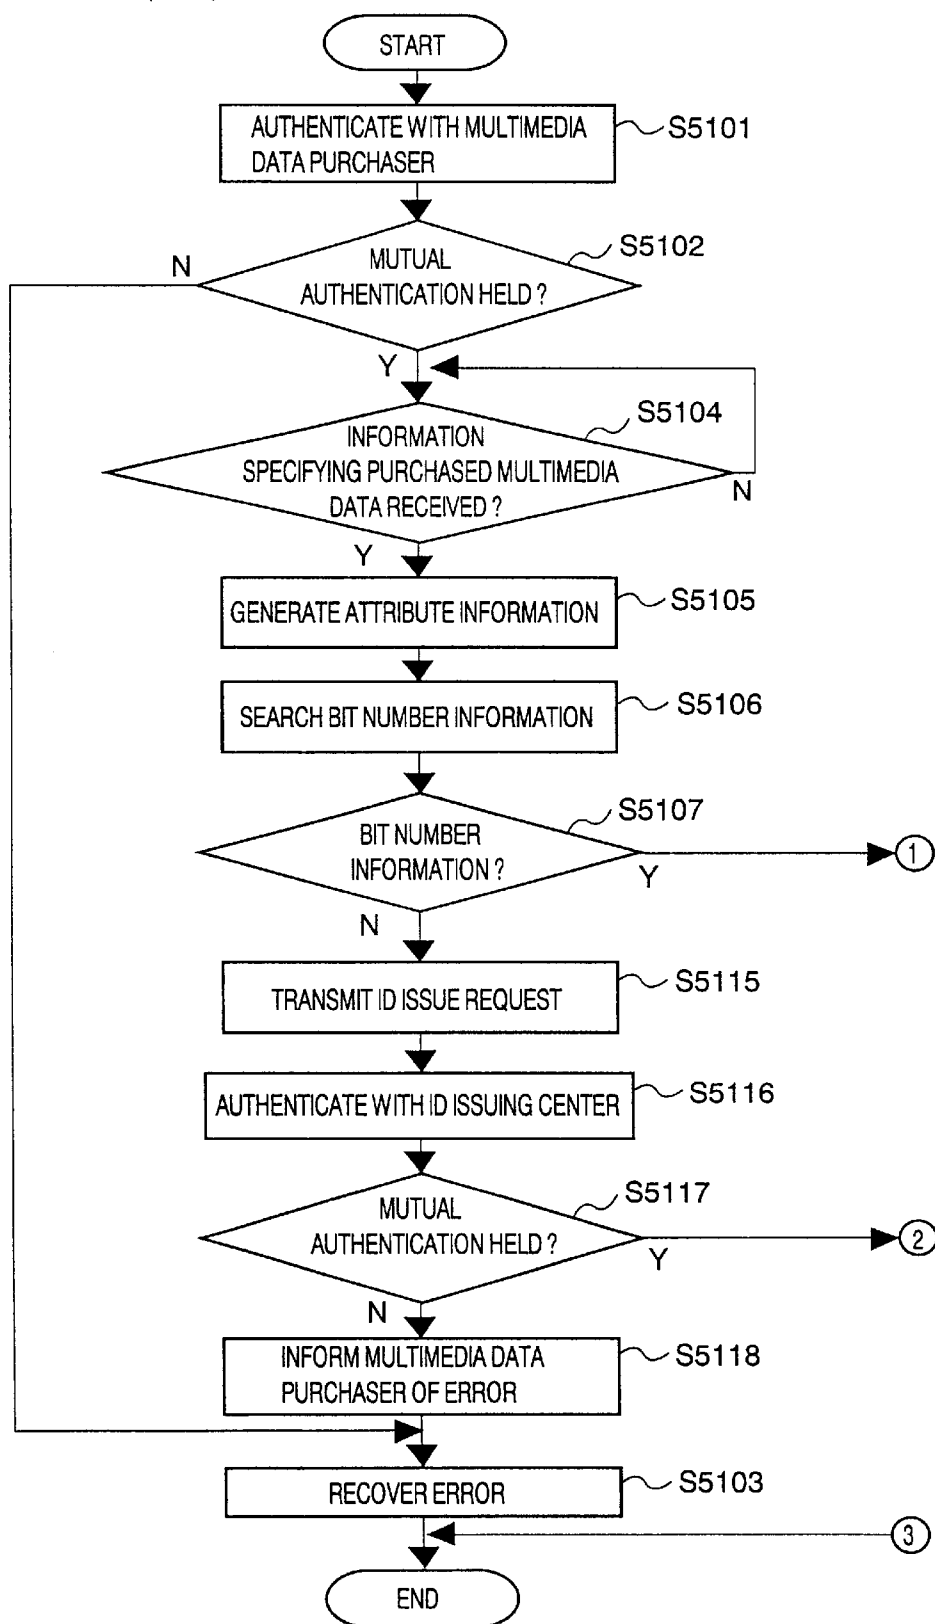 START
AUTHENTICATE WITH MULTIMEDIA
DATA PURCHASER
S5101
S5102
N
MUTUAL
AUTHENTICATION HELD ?
Y
S5104
INFORMATION
SPECIFYING PURCHASED MULTIMEDIA
DATA RECEIVED ?
N
Y
GENERATE ATTRIBUTE INFORMATION
S5105
SEARCH BIT NUMBER INFORMATION
S5106
S5107
BIT NUMBER
INFORMATION ?
Y
1
N
TRANSMIT ID ISSUE REQUEST
S5115
AUTHENTICATE WITH ID ISSUING CENTER
S5116
S5117
MUTUAL
AUTHENTICATION HELD ?
Y
2
N
INFORM MULTIMEDIA DATA
PURCHASER OF ERROR
S5118
RECOVER ERROR
S5103
3
END